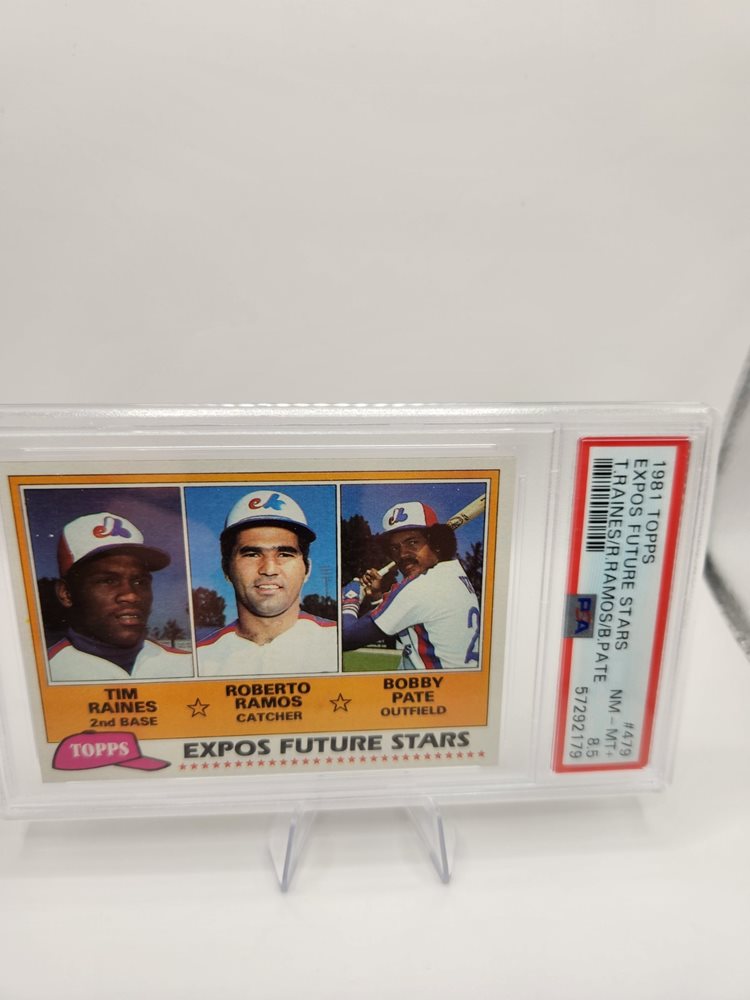 TIM
RAINES
2nd BASE
ROBERTO
RAMOS
CATCHER
BOBBY
PATE
OUTFIELD
TOPPS
EXPOS FUTURE STARS
1981 TOPPS #479
EXPOS FUTURE STARS NM - MT+
T.RAINES/R.RAMOS/B.PATE 8.5
PSA 57292179